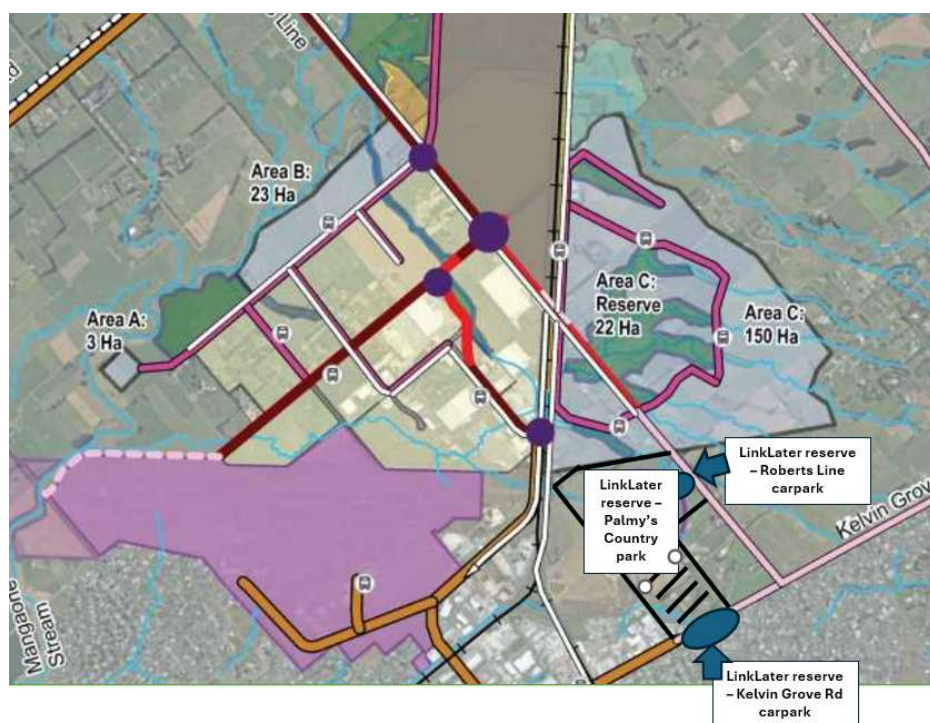 Line
Area B:
23 Ha
Area A:
3 Ha
Area C:
Reserve
22 Ha
Area C:
150 Ha
LinkLater reserve
– Roberts Line
carpark
LinkLater
reserve –
Palmy's
Country
park
Kelvin Grove
Mangaone
Stream
LinkLater reserve
– Kelvin Grove Rd
carpark